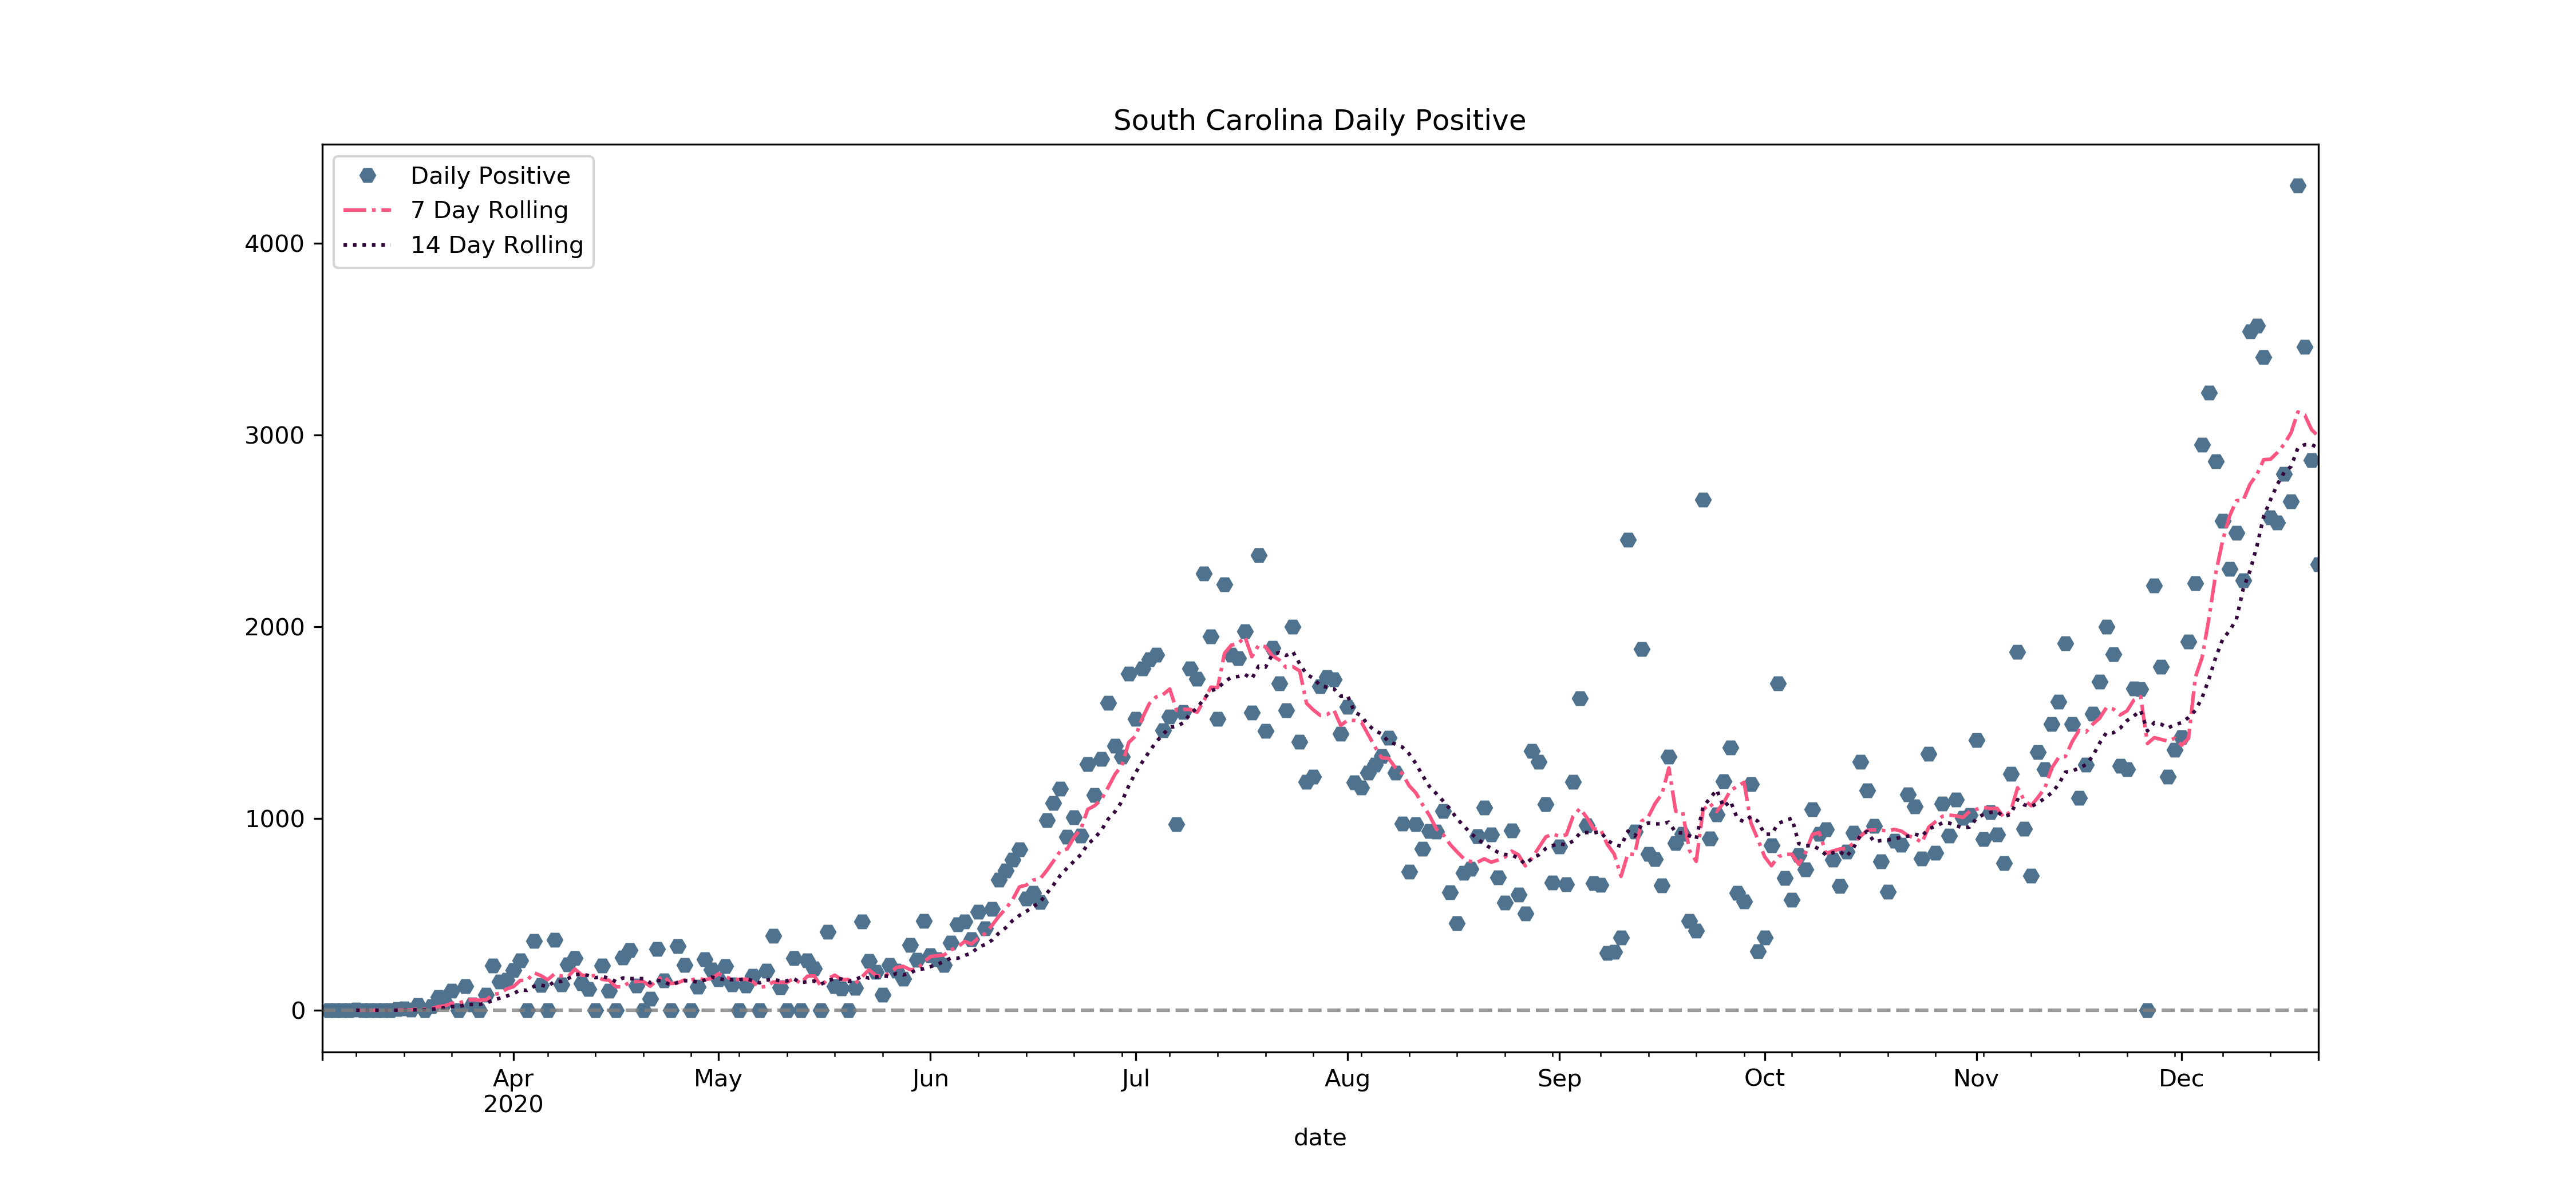 South Carolina Daily Positive
Daily Positive
7 Day Rolling
14 Day Rolling
4000
3000
2000
1000
0
Apr May Jun Jul Aug Sep Oct Nov Dec
2020
date